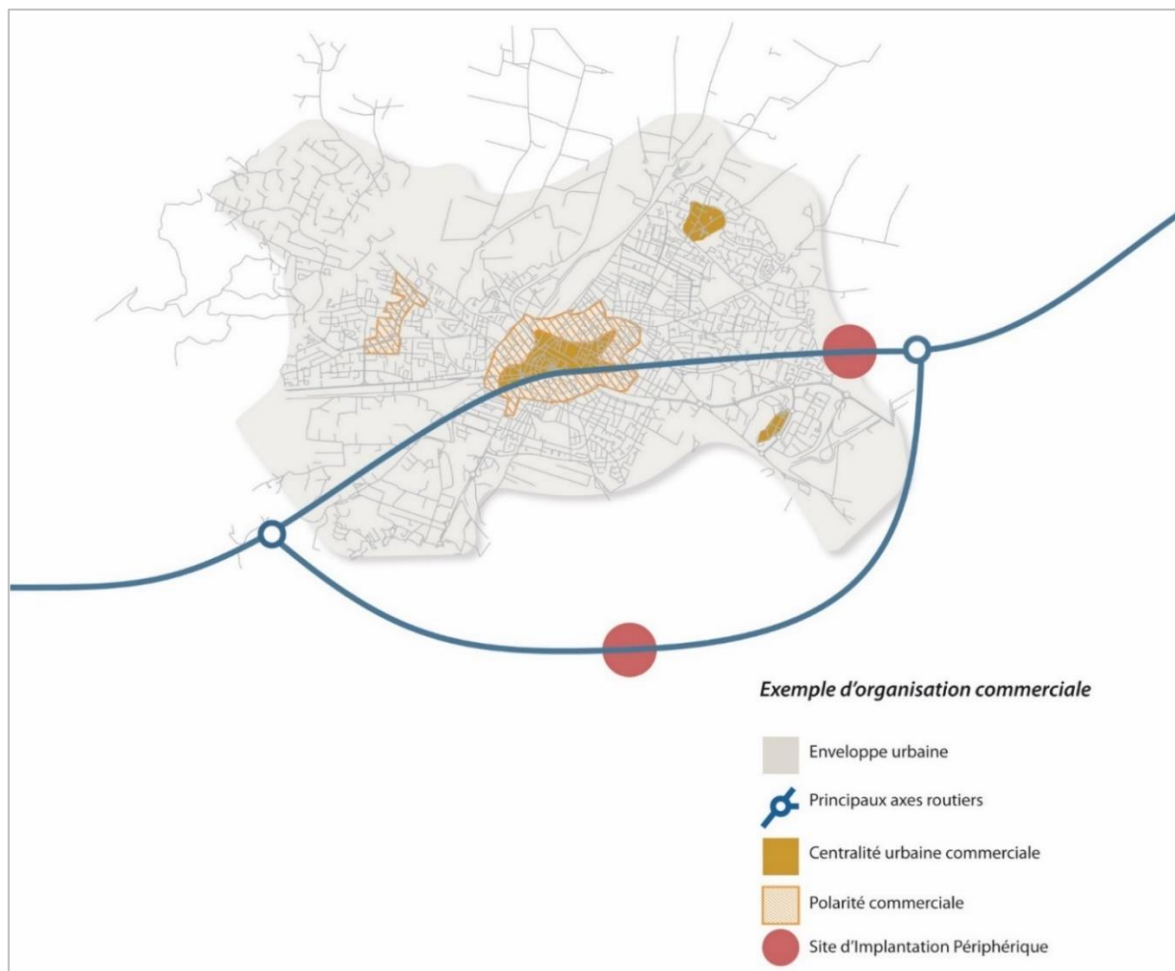 Exemple d'organisation commerciale
Enveloppe urbaine
Principaux axes routiers
Centralité urbaine commerciale
Polarité commerciale
Site d'Implantation Périphérique